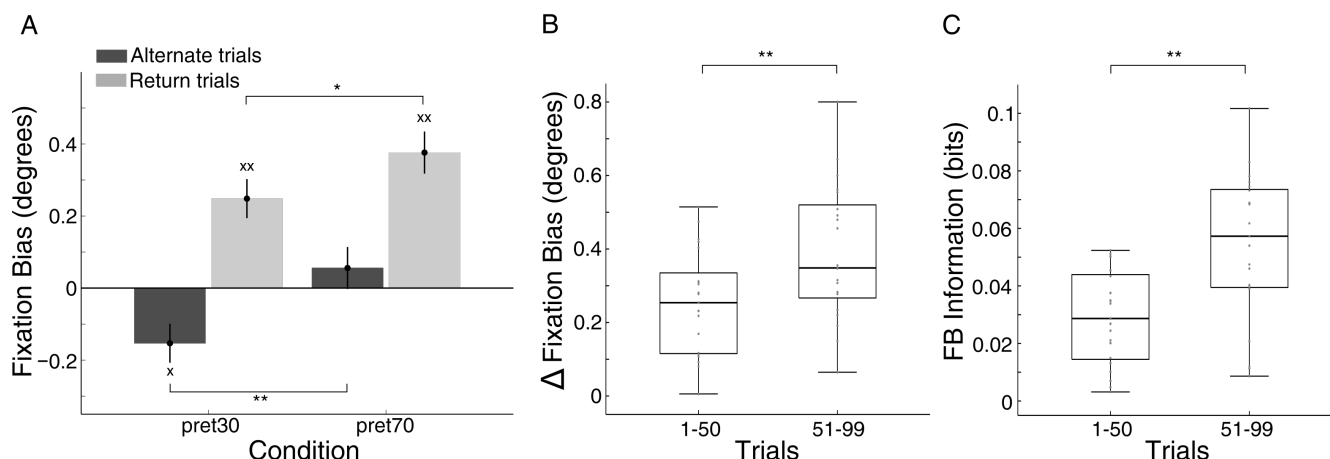 A
Alternate trials
Return trials
Fixation Bias (degrees)
0.4
0.2
0
−0.2
*
xx
xx
x
**
pret30
pret70
Condition
B
**
Δ Fixation Bias (degrees)
0.8
0.6
0.4
0.2
0
1-50
51-99
Trials
C
**
FB Information (bits)
0.1
0.08
0.06
0.04
0.02
0
1-50
51-99
Trials